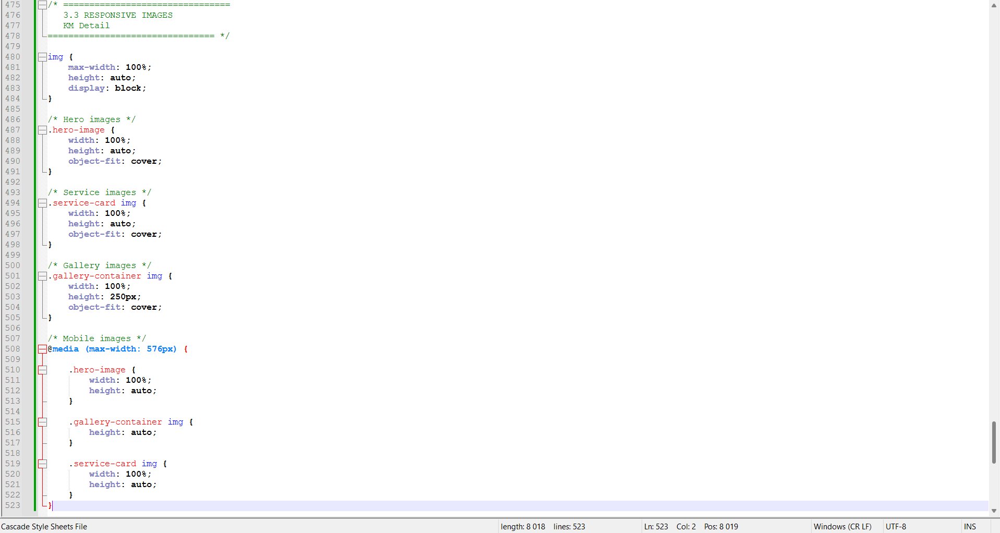 475 /* ================================
476    3.3 RESPONSIVE IMAGES
477    KM Detail
478 ================================ */
479
480 img {
481     max-width: 100%;
482     height: auto;
483     display: block;
484 }
485
486 /* Hero images */
487 .hero-image {
488     width: 100%;
489     height: auto;
490     object-fit: cover;
491 }
492
493 /* Service images */
494 .service-card img {
495     width: 100%;
496     height: auto;
497     object-fit: cover;
498 }
499
500 /* Gallery images */
501 .gallery-container img {
502     width: 100%;
503     height: 250px;
504     object-fit: cover;
505 }
506
507 /* Mobile images */
508 @media (max-width: 576px) {
509
510     .hero-image {
511         width: 100%;
512         height: auto;
513     }
514
515     .gallery-container img {
516         height: auto;
517     }
518
519     .service-card img {
520         width: 100%;
521         height: auto;
522     }
523 }
Cascade Style Sheets File length: 8 018 lines: 523 Ln: 523 Col: 2 Pos: 8 019 Windows (CR LF) UTF-8 INS